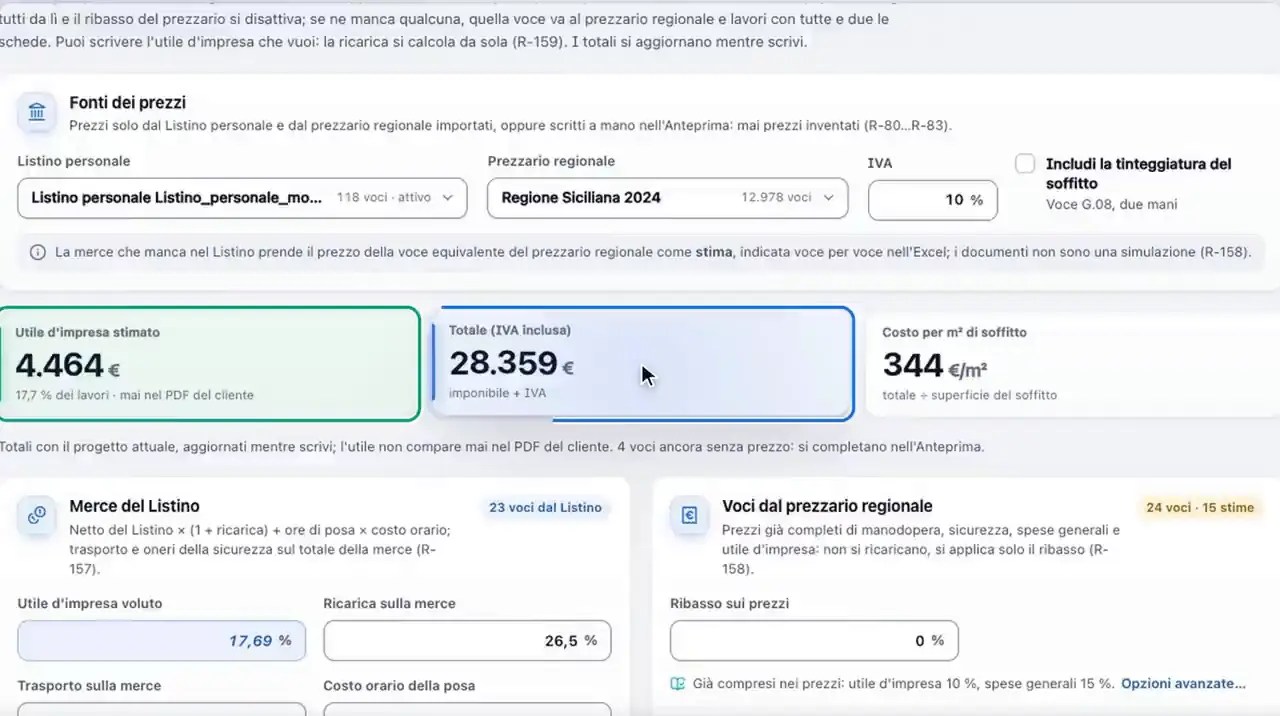 tutti da lì e il ribasso del prezzario si disattiva; se ne manca qualcuna, quella voce va al prezzario regionale e lavori con tutte e due le
schede. Puoi scrivere l'utile d'impresa che vuoi: la ricarica si calcola da sola (R-159). I totali si aggiornano mentre scrivi.
Fonti dei prezzi
Prezzi solo dal Listino personale e dal prezzario regionale importati, oppure scritti a mano nell'Anteprima: mai prezzi inventati (R-80…R-83).
Listino personale
Prezzario regionale
IVA
Includi la tinteggiatura del
soffitto
Listino personale Listino_personale_mo... 118 voci · attivo
Regione Siciliana 2024 12.978 voci
10 %
Voce G.08, due mani
La merce che manca nel Listino prende il prezzo della voce equivalente del prezzario regionale come stima, indicata voce per voce nell'Excel; i documenti non sono una simulazione (R-158).
Utile d'impresa stimato
4.464 €
17,7 % dei lavori · mai nel PDF del cliente
Totale (IVA inclusa)
28.359 €
imponibile + IVA
Costo per m² di soffitto
344 €/m²
totale ÷ superficie del soffitto
Totali con il progetto attuale, aggiornati mentre scrivi; l'utile non compare mai nel PDF del cliente. 4 voci ancora senza prezzo: si completano nell'Anteprima.
Merce del Listino
23 voci dal Listino
Netto del Listino × (1 + ricarica) + ore di posa × costo orario;
trasporto e oneri della sicurezza sul totale della merce (R-
157).
Utile d'impresa voluto
Ricarica sulla merce
17,69 %
26,5 %
Trasporto sulla merce
Costo orario della posa
Voci dal prezzario regionale
24 voci · 15 stime
Prezzi già completi di manodopera, sicurezza, spese generali e
utile d'impresa: non si ricaricano, si applica solo il ribasso (R-
158).
Ribasso sui prezzi
0 %
Già compresi nei prezzi: utile d'impresa 10 %, spese generali 15 %. Opzioni avanzate...